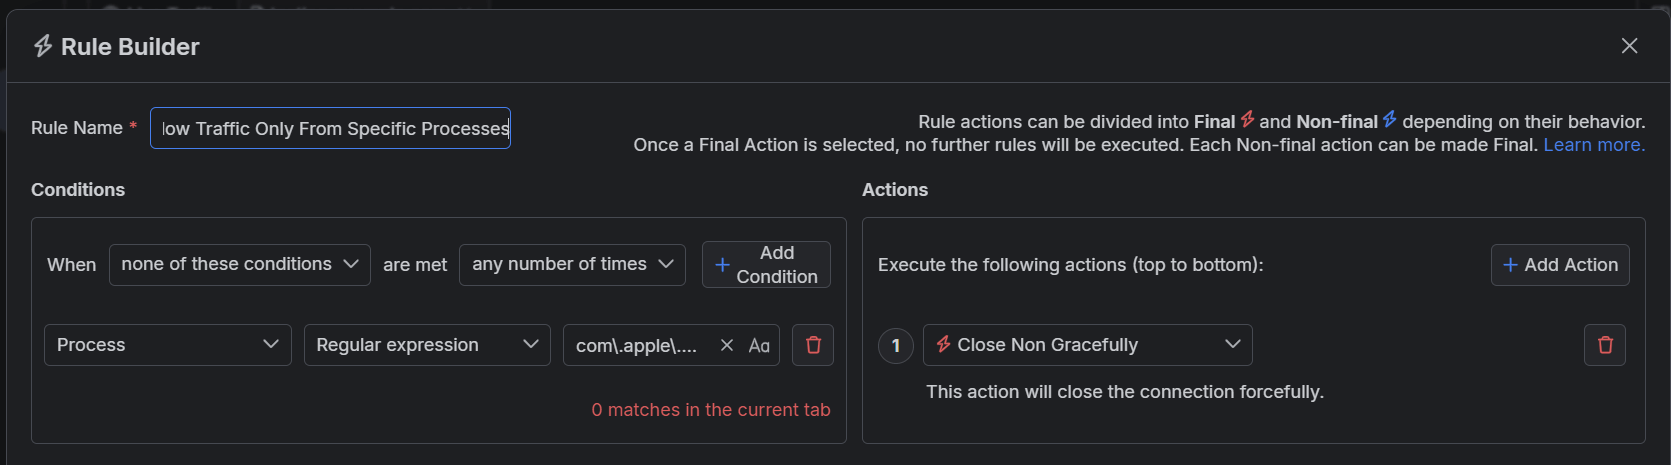 Rule Builder
Rule Name *
low Traffic Only From Specific Processes
Rule actions can be divided into Final and Non-final depending on their behavior.
Once a Final Action is selected, no further rules will be executed. Each Non-final action can be made Final. Learn more.
Conditions
When none of these conditions are met any number of times + Add Condition
Process Regular expression com\.apple\.... Aa
0 matches in the current tab
Actions
Execute the following actions (top to bottom): + Add Action
1 Close Non Gracefully
This action will close the connection forcefully.